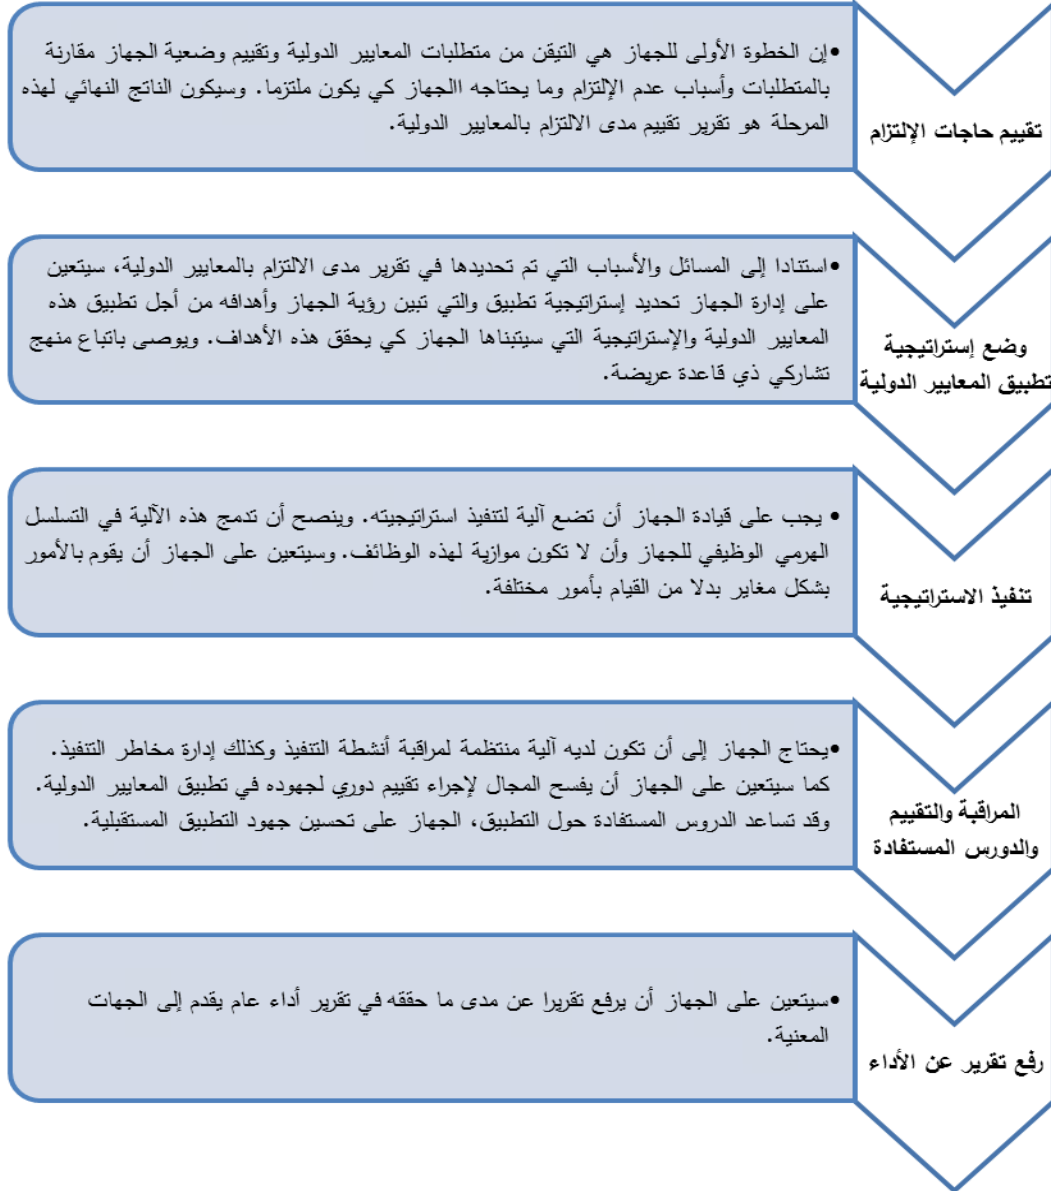 تقييم حاجات الإلتزام
•إن الخطوة الأولى للجهاز هي التيقن من متطلبات المعايير الدولية وتقييم وضعية الجهاز مقارنة
بالمتطلبات وأسباب عدم الإلتزام وما يحتاجه االجهاز كي يكون ملتزما. وسيكون الناتج النهائي لهذه
المرحلة هو تقرير تقييم مدى الالتزام بالمعايير الدولية.
وضع إستراتيجية
تطبيق المعايير الدولية
•استنادا إلى المسائل والأسباب التي تم تحديدها في تقرير مدى الالتزام بالمعايير الدولية، سيتعين
على إدارة الجهاز تحديد إستراتيجية تطبيق والتي تبين رؤية الجهاز وأهدافه من أجل تطبيق هذه
المعايير الدولية والإستراتيجية التي سيتبناها الجهاز كي يحقق هذه الأهداف. ويوصى باتباع منهج
تشاركي ذي قاعدة عريضة.
تنفيذ الاستراتيجية
• يجب على قيادة الجهاز أن تضع آلية لتنفيذ استراتيجيته. وينصح أن تدمج هذه الآلية في التسلسل
الهرمي الوظيفي للجهاز وأن لا تكون موازية لهذه الوظائف. وسيتعين على الجهاز أن يقوم بالأمور
بشكل مغاير بدلا من القيام بأمور مختلفة.
المراقبة والتقييم
والدورس المستفادة
•يحتاج الجهاز إلى أن تكون لديه آلية منتظمة لمراقبة أنشطة التنفيذ وكذلك إدارة مخاطر التنفيذ.
كما سيتعين على الجهاز أن يفسح المجال لإجراء تقييم دوري لجهوده في تطبيق المعايير الدولية.
وقد تساعد الدروس المستفادة حول التطبيق، الجهاز على تحسين جهود التطبيق المستقبلية.
رفع تقرير عن الأداء
•سيتعين على الجهاز أن يرفع تقريرا عن مدى ما حققه في تقرير أداء عام يقدم إلى الجهات
المعنية.